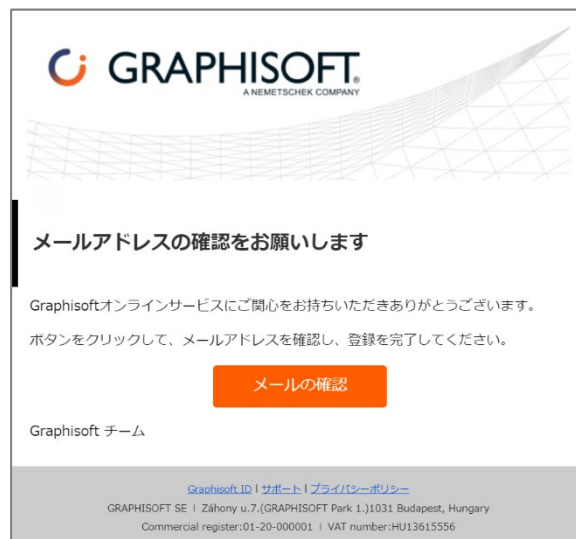 GRAPHISOFT.
A NEMETSCHEK COMPANY
メールアドレスの確認をお願いします
Graphisoftオンラインサービスにご関心をお持ちいただきありがとうございます。
ボタンをクリックして、メールアドレスを確認し、登録を完了してください。
メールの確認
Graphisoft チーム
Graphisoft ID | サポート | プライバシーポリシー
GRAPHISOFT SE | Záhony u.7.(GRAPHISOFT Park 1.)1031 Budapest, Hungary
Commercial register:01-20-000001 | VAT number:HU13615556